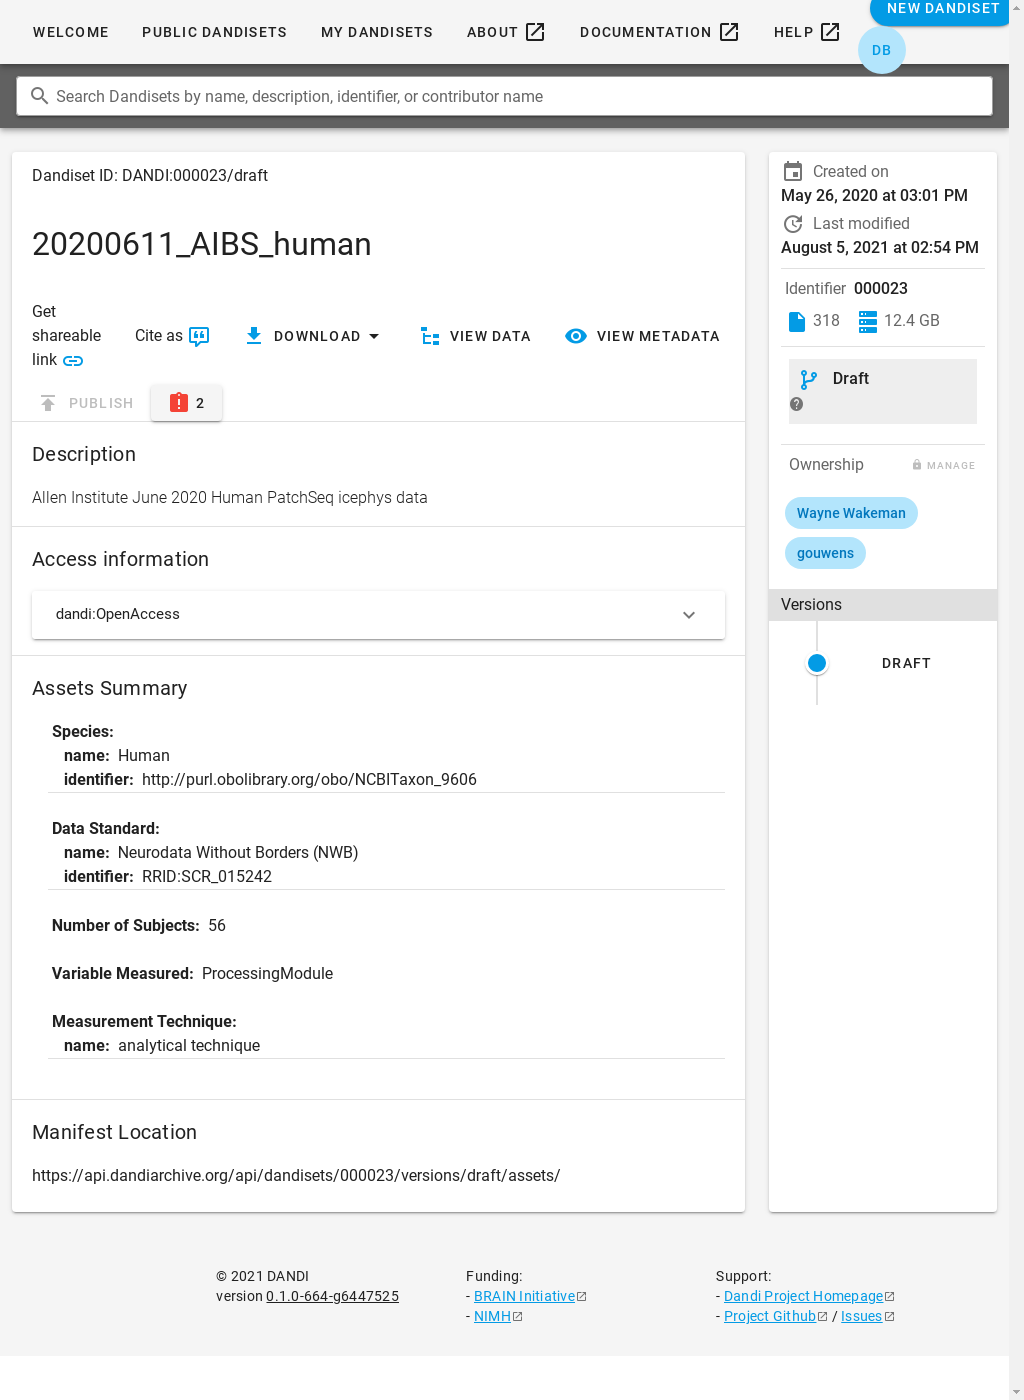 WELCOME
PUBLIC DANDISETS
MY DANDISETS
ABOUT
DOCUMENTATION
HELP
NEW DANDISET
DB
Search Dandisets by name, description, identifier, or contributor name
Dandiset ID: DANDI:000023/draft
20200611_AIBS_human
Get
shareable
link
Cite as
DOWNLOAD
VIEW DATA
VIEW METADATA
PUBLISH
2
Description
Allen Institute June 2020 Human PatchSeq icephys data
Access information
dandi:OpenAccess
Assets Summary
Species:
name: Human
identifier: http://purl.obolibrary.org/obo/NCBITaxon_9606
Data Standard:
name: Neurodata Without Borders (NWB)
identifier: RRID:SCR_015242
Number of Subjects: 56
Variable Measured: ProcessingModule
Measurement Technique:
name: analytical technique
Manifest Location
https://api.dandiarchive.org/api/dandisets/000023/versions/draft/assets/
Created on
May 26, 2020 at 03:01 PM
Last modified
August 5, 2021 at 02:54 PM
Identifier 000023
318
12.4 GB
Draft
Ownership
MANAGE
Wayne Wakeman
gouwens
Versions
DRAFT
© 2021 DANDI
version 0.1.0-664-g6447525
Funding:
- BRAIN Initiative
- NIMH
Support:
- Dandi Project Homepage
- Project Github / Issues